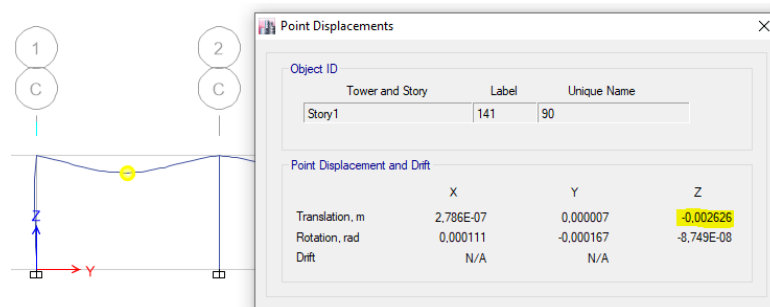 1
2
C
C
Z
Y
Point Displacements
Object ID
Tower and Story Label Unique Name
Story1 141 90
Point Displacement and Drift
X Y Z
Translation, m 2,786E-07 0,000007 -0,002626
Rotation, rad 0,000111 -0,000167 -8,749E-08
Drift N/A N/A